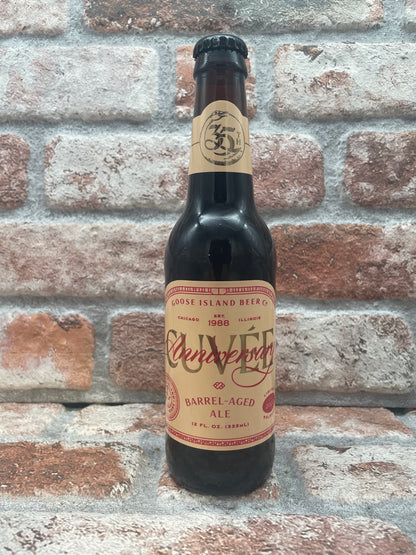 35
GOOSE ISLAND BEER CO
CHICAGO EST. ILLINOIS
1988
CUVÉE
Anniversary
BARREL-AGED
ALE
12 FL. OZ. (355mL)